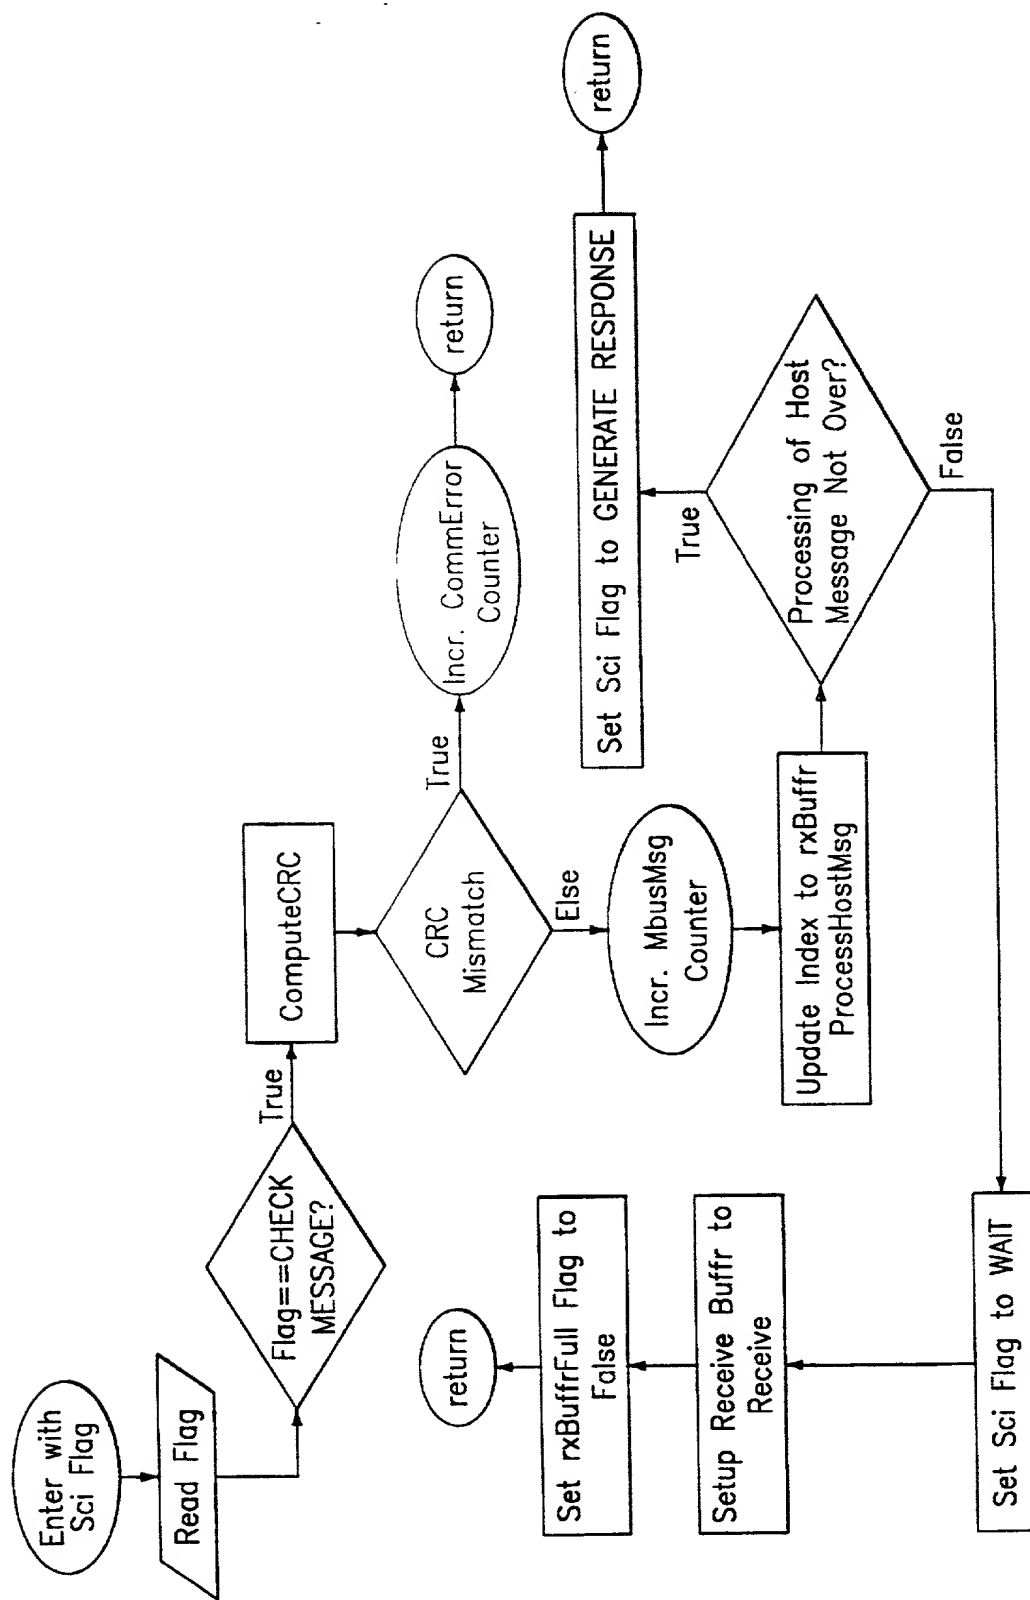 Enter with
Sci Flag
Read Flag
Flag==CHECK
MESSAGE?
True
ComputeCRC
CRC
Mismatch
True
Incr. CommError
Counter
return
Else
Incr. MbusMsg
Counter
Update Index to rxBuffr
ProcessHostMsg
Processing of Host
Message Not Over?
True
Set Sci Flag to GENERATE RESPONSE
return
False
Set Sci Flag to WAIT
Setup Receive Buffr to
Receive
Set rxBuffrFull Flag to
False
return